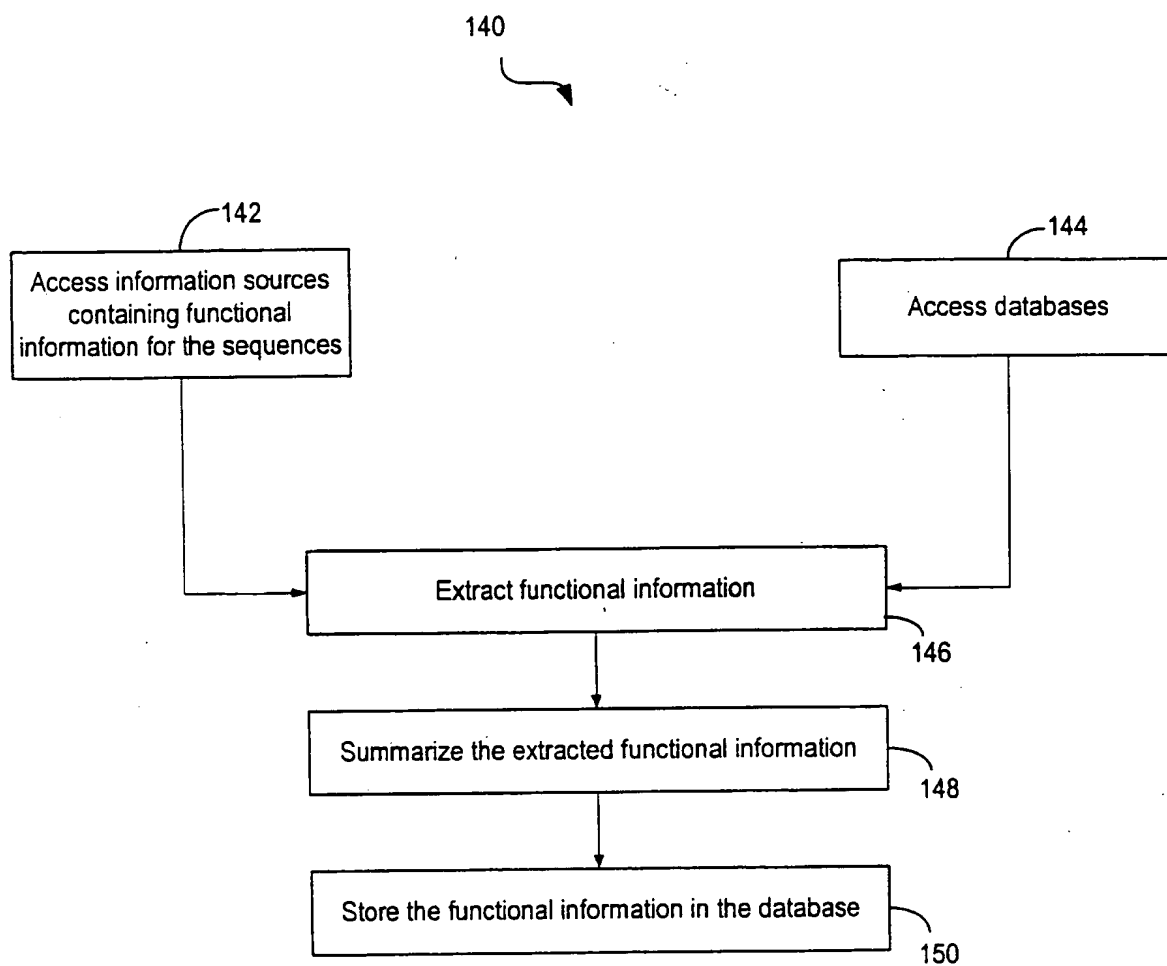 140
142
144
Access information sources
containing functional
information for the sequences
Access databases
Extract functional information
146
Summarize the extracted functional information
148
Store the functional information in the database
150